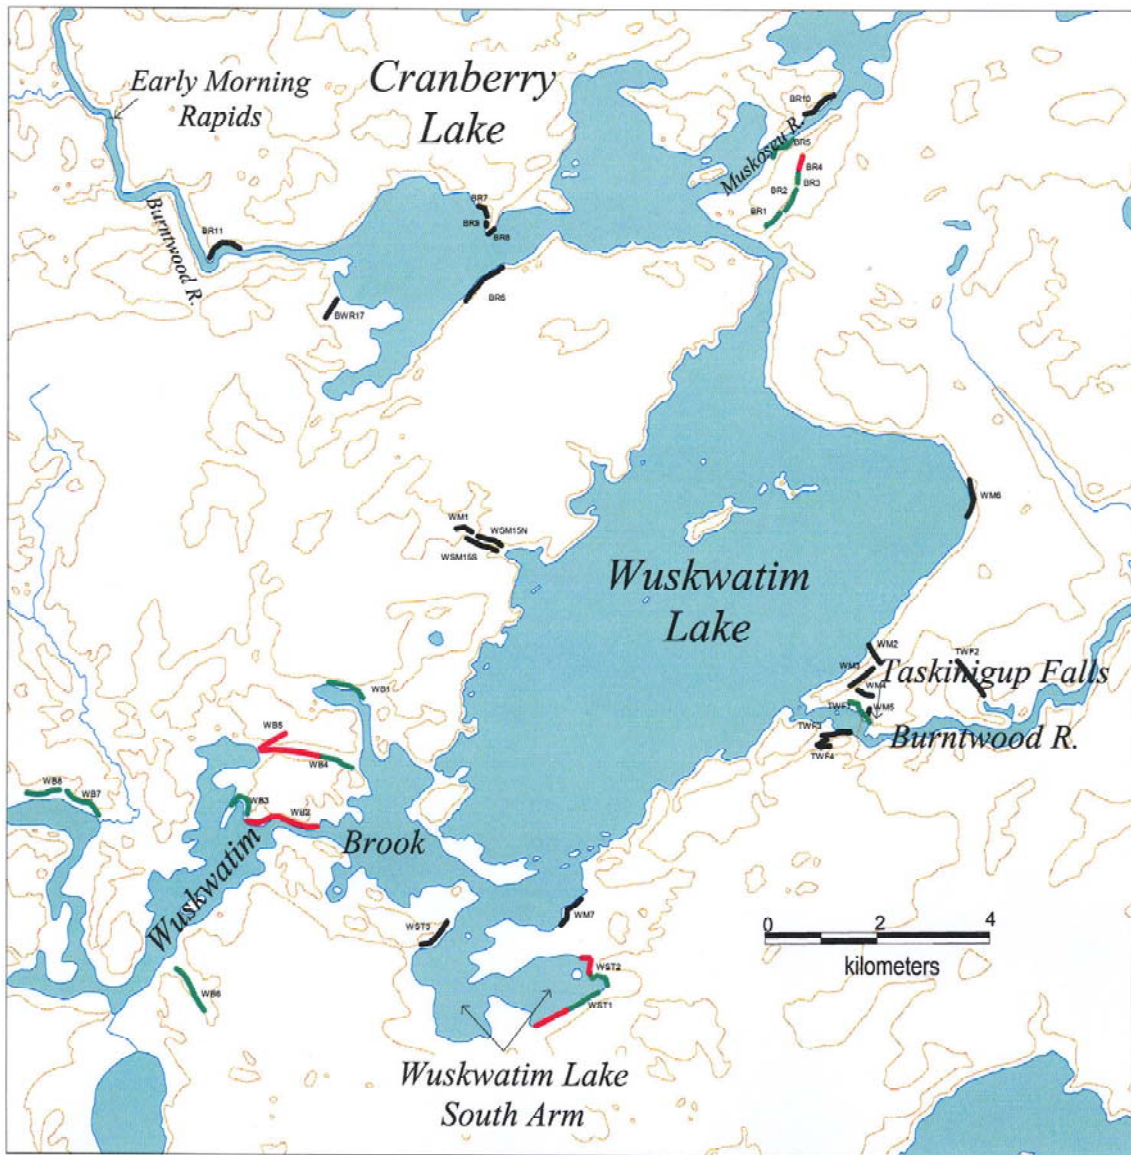 Early Morning
Rapids
Cranberry
Lake
BR10
Muskosey R.
BR5
BR4
BR3
BR2
BR1
BR7
BR9
BR8
BR11
Burntwood R.
BWR17
BR6
WM6
WM1
WSM15N
WSM15S
Wuskwatim
Lake
WM2
WM3
TWF2
Taskinigup Falls
WM4
TWF1
WM5
TWF3
Burntwood R.
TWF4
WB1
WB5
WB4
WB8
WB7
WB3
WB2
Wuskwatim
Brook
WM7
WST3
0 2 4
kilometers
WST2
WST1
WB6
Wuskwatim Lake
South Arm